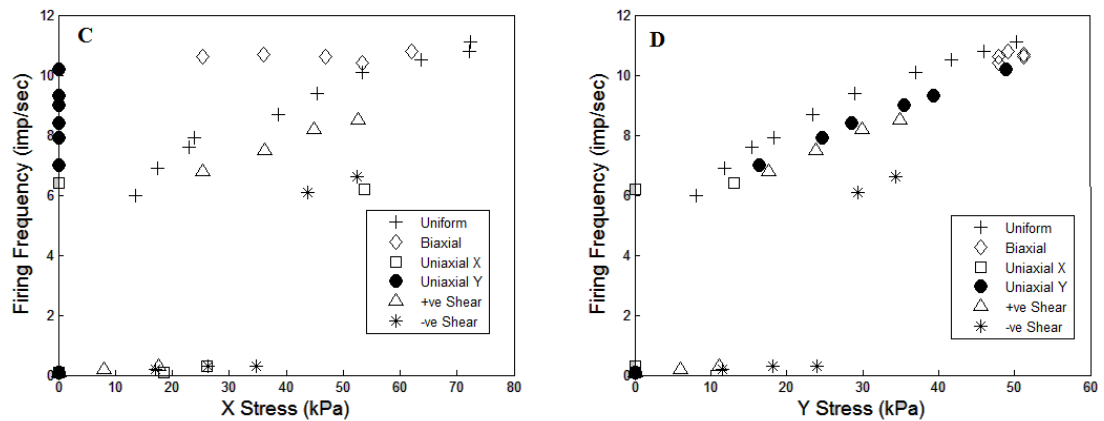 C
Firing Frequency (imp/sec)
12
10
8
6
4
2
0
0 10 20 30 40 50 60 70 80
X Stress (kPa)
Uniform
Biaxial
Uniaxial X
Uniaxial Y
+ve Shear
-ve Shear
D
Firing Frequency (imp/sec)
12
10
8
6
4
2
0
0 10 20 30 40 50 60
Y Stress (kPa)
Uniform
Biaxial
Uniaxial X
Uniaxial Y
+ve Shear
-ve Shear